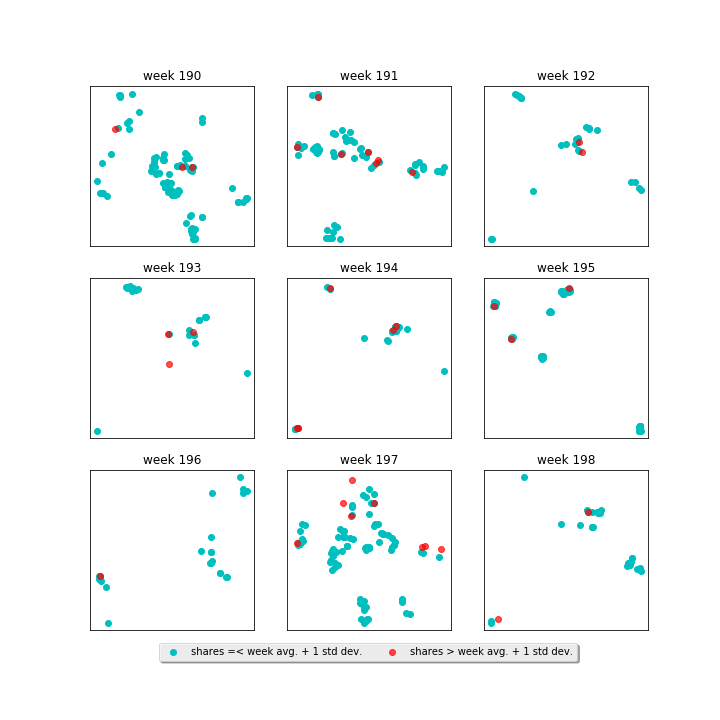 week 190
week 191
week 192
week 193
week 194
week 195
week 196
week 197
week 198
shares =< week avg. + 1 std dev.
shares > week avg. + 1 std dev.